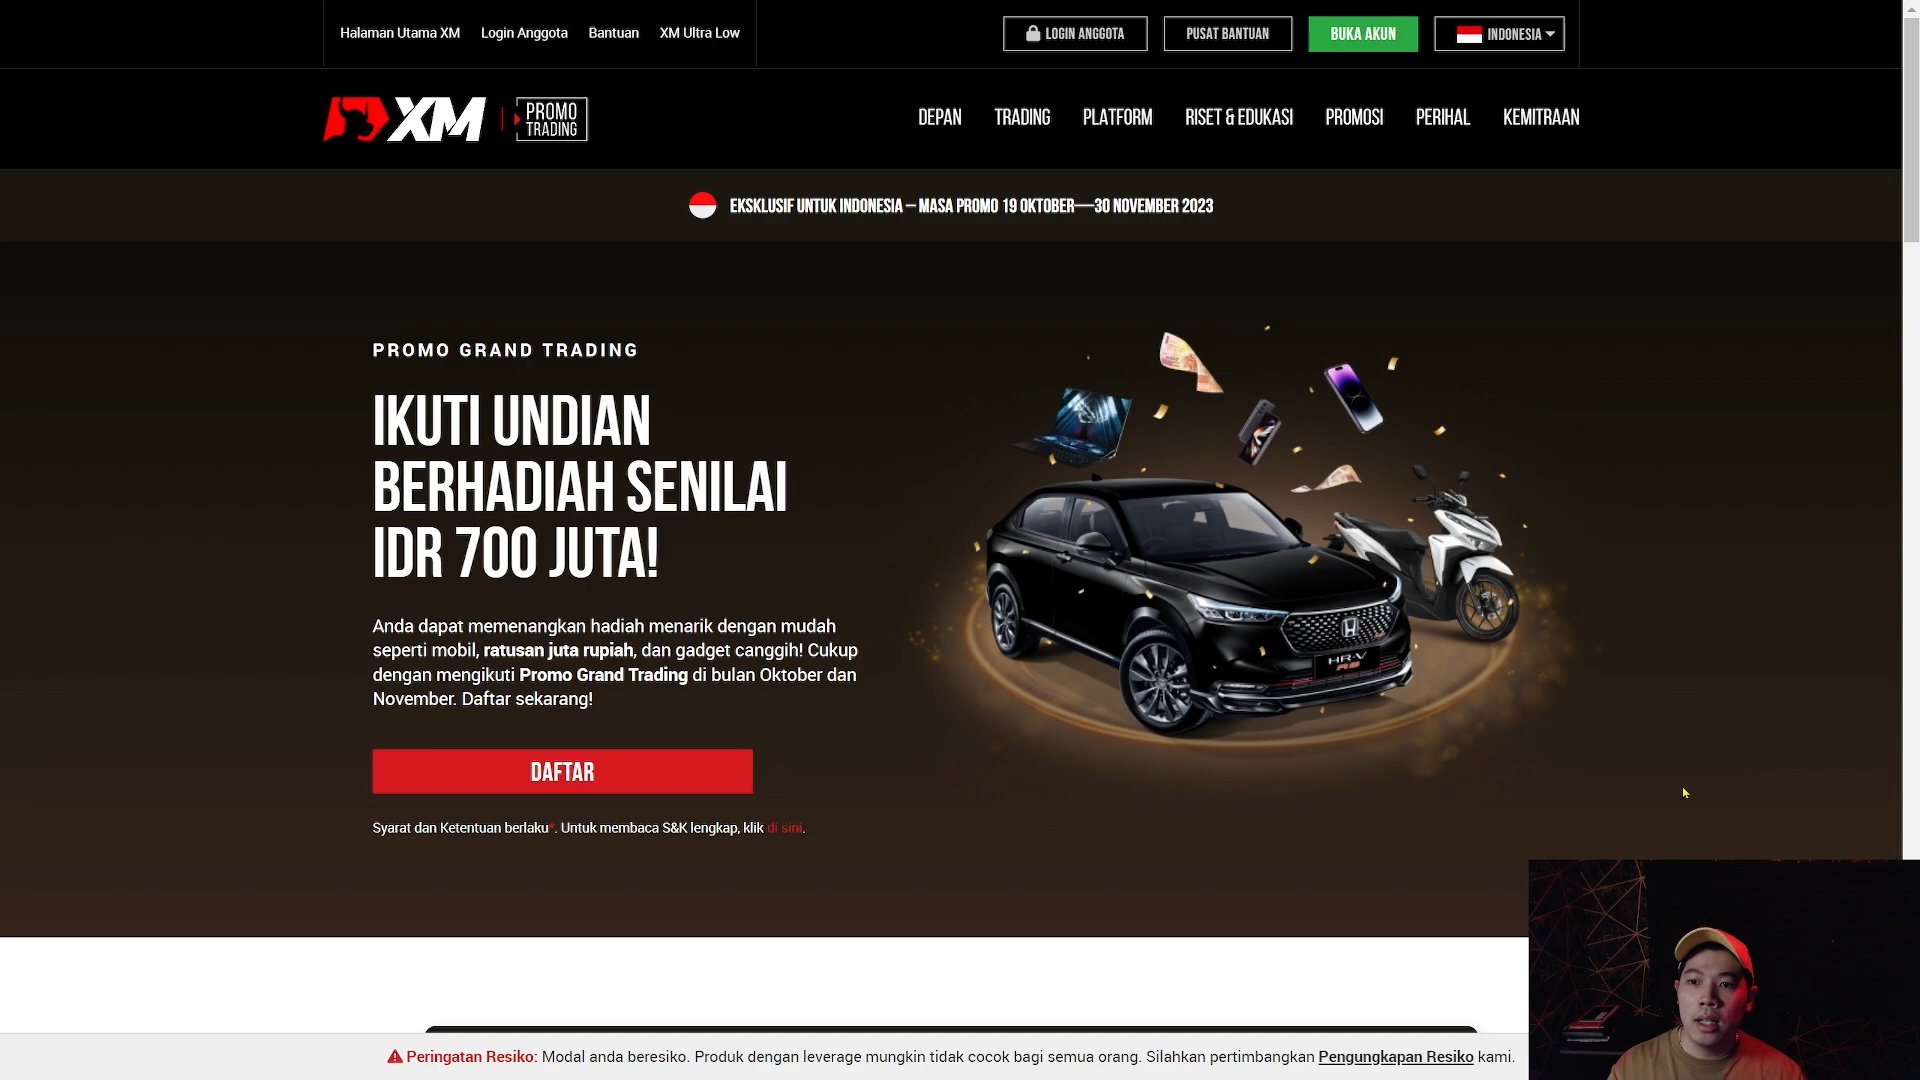 Halaman Utama XM Login Anggota Bantuan XM Ultra Low
LOGIN ANGGOTA PUSAT BANTUAN BUKA AKUN INDONESIA
XM PROMO TRADING
DEPAN TRADING PLATFORM RISET & EDUKASI PROMOSI PERIHAL KEMITRAAN
EKSKLUSIF UNTUK INDONESIA – MASA PROMO 19 OKTOBER—30 NOVEMBER 2023
PROMO GRAND TRADING
IKUTI UNDIAN
BERHADIAH SENILAI
IDR 700 JUTA!
Anda dapat memenangkan hadiah menarik dengan mudah
seperti mobil, ratusan juta rupiah, dan gadget canggih! Cukup
dengan mengikuti Promo Grand Trading di bulan Oktober dan
November. Daftar sekarang!
DAFTAR
Syarat dan Ketentuan berlaku*. Untuk membaca S&K lengkap, klik di sini.
HR-V
RS
Peringatan Resiko: Modal anda beresiko. Produk dengan leverage mungkin tidak cocok bagi semua orang. Silahkan pertimbangkan Pengungkapan Resiko kami.